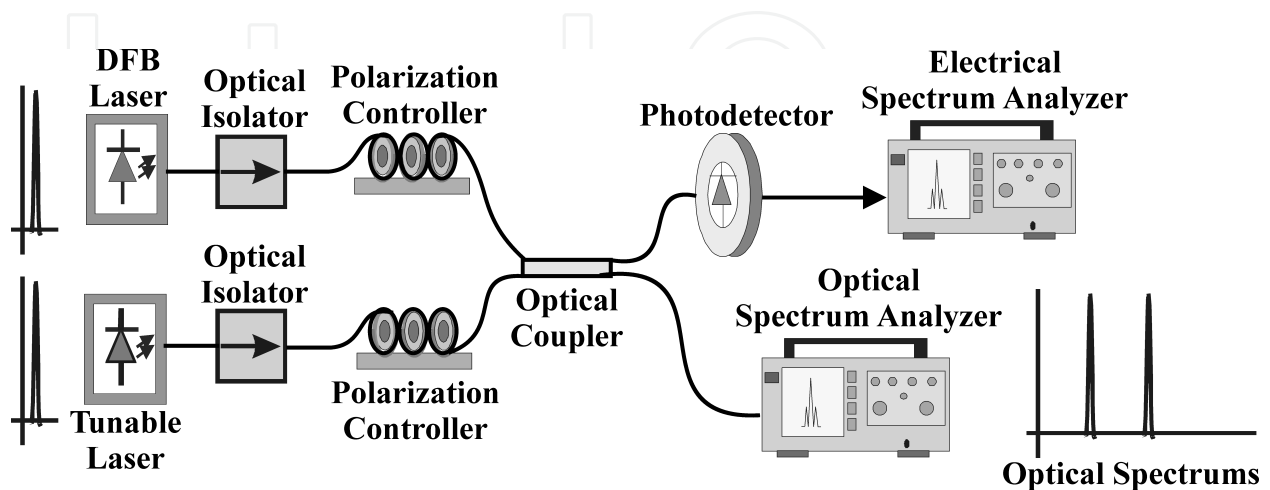 DFB
Laser
Optical
Isolator
Polarization
Controller
Photodetector
Electrical
Spectrum Analyzer
Optical
Isolator
Tunable
Laser
Polarization
Controller
Optical
Coupler
Optical
Spectrum Analyzer
Optical Spectrums